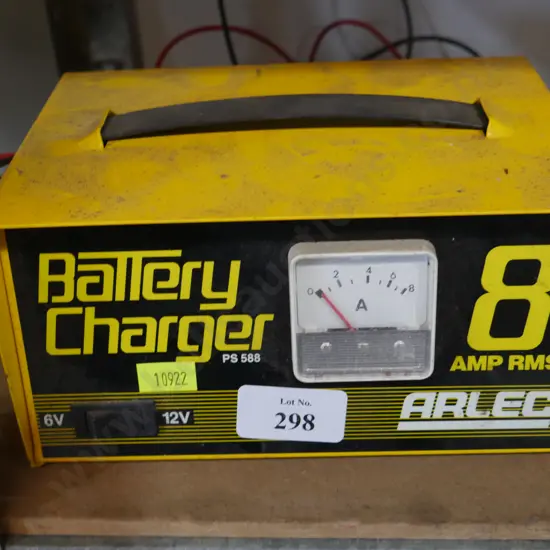 Battery
Charger
PS 588
0 2 4 6 8
A
8
AMP RMS
10922
6V 12V
Lot No.
298
ARLEC